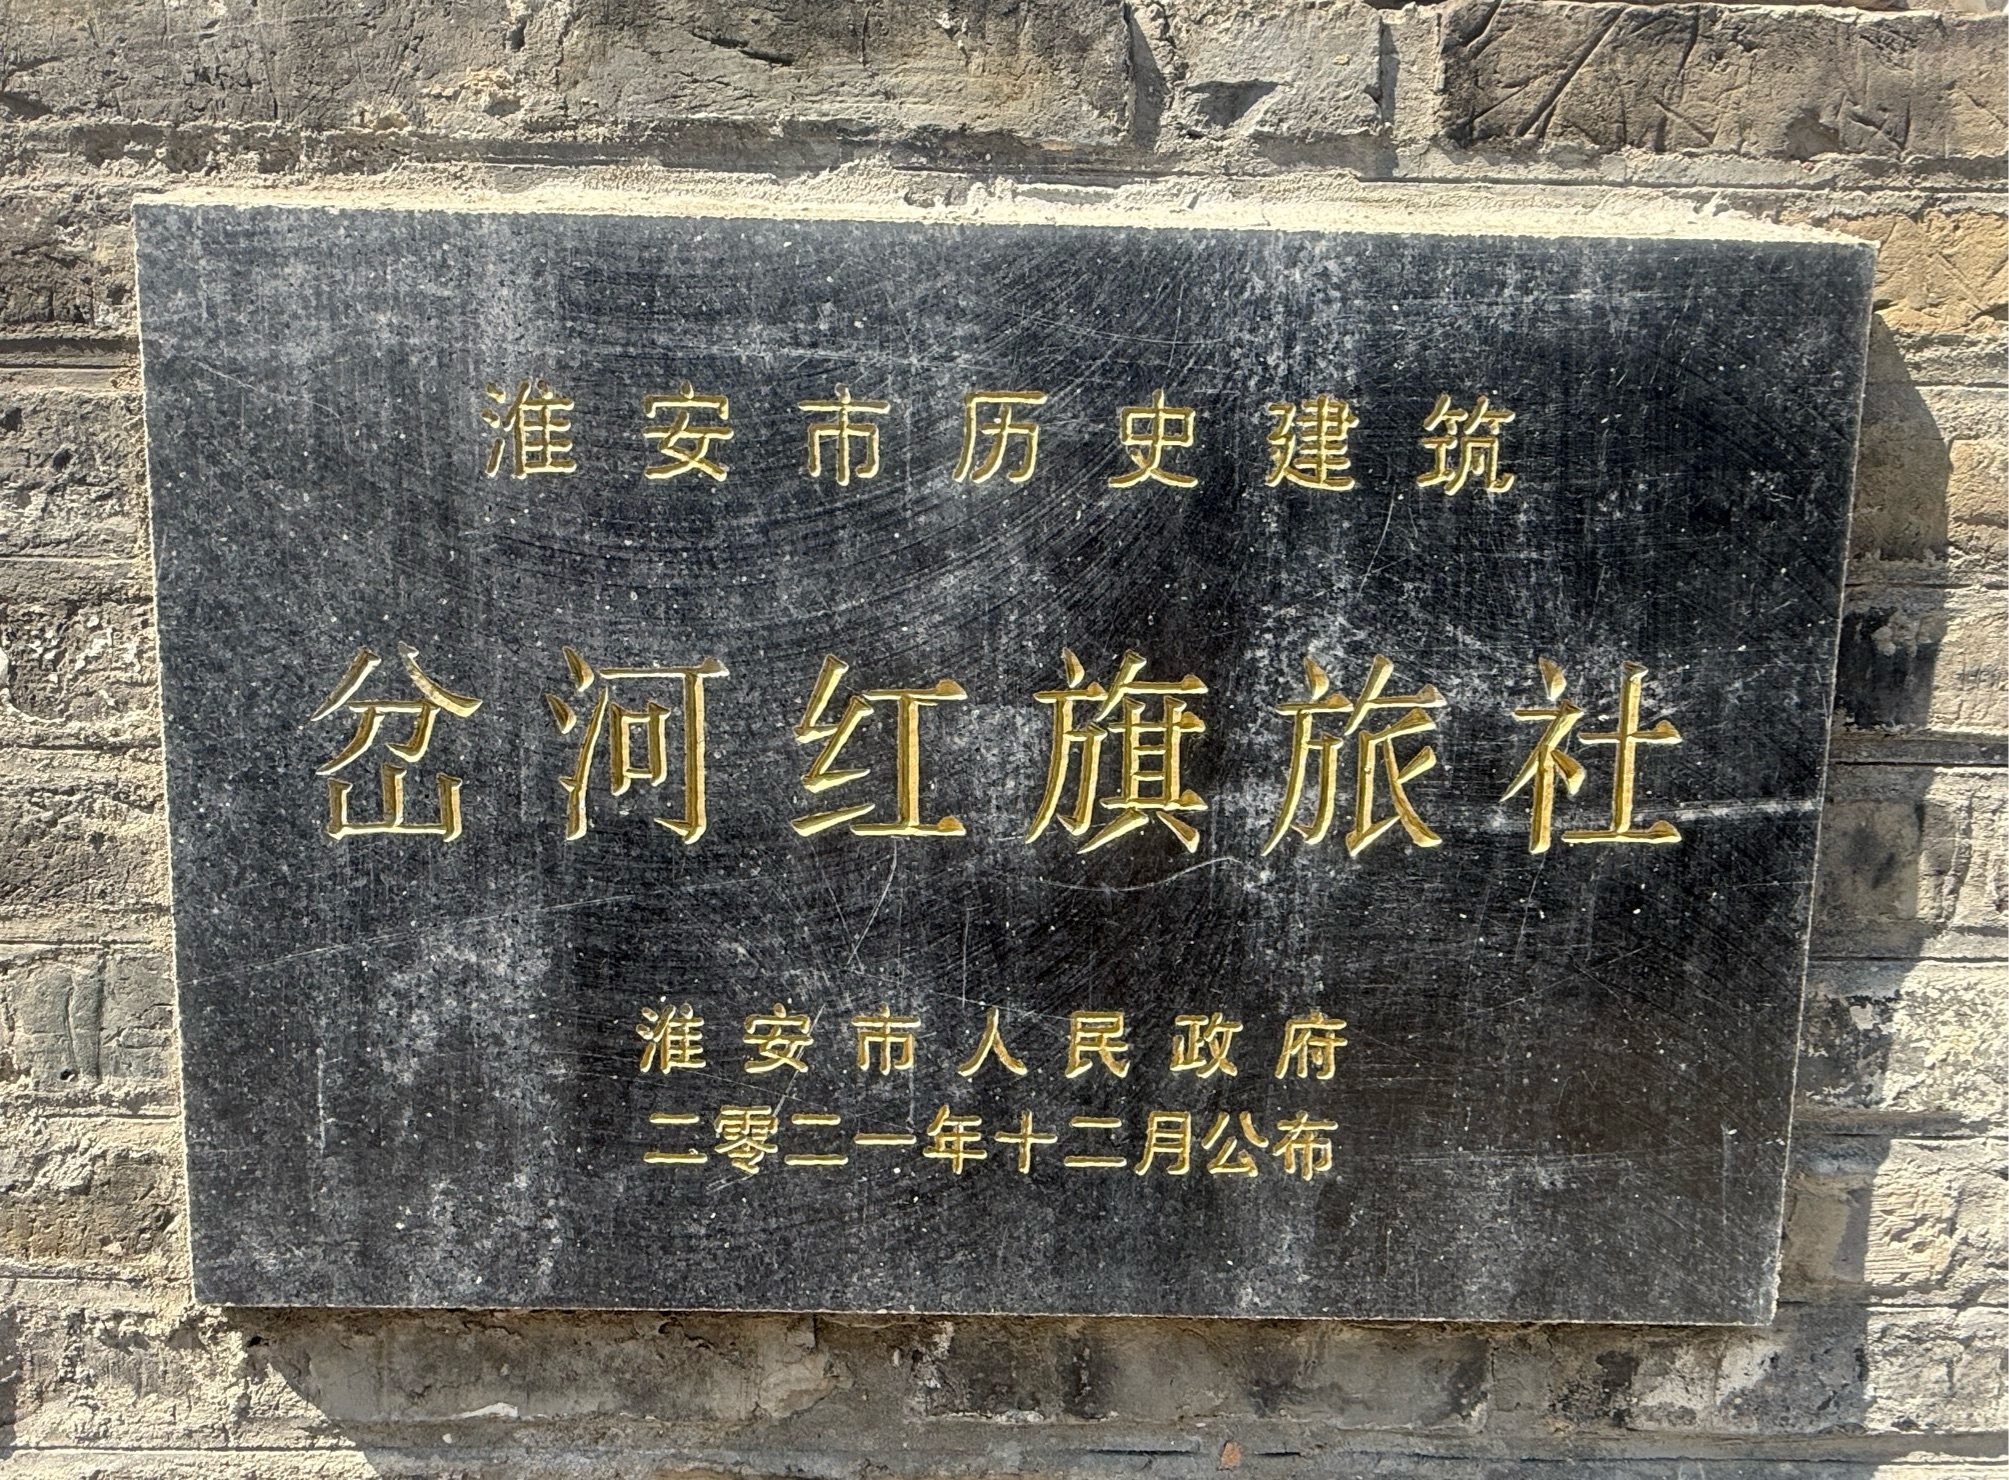 淮安市历史建筑
岔河红旗旅社
淮安市人民政府
二零二一年十二月公布